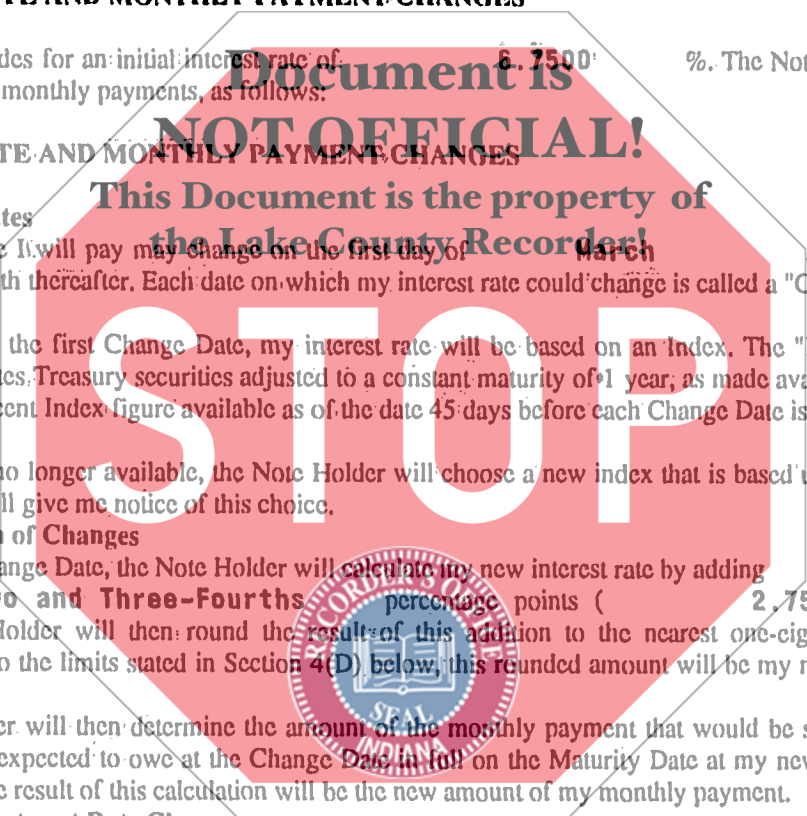 TE AND MONTHLY PAYMENT CHANGES
des for an initial interest rate of 6.7500 %. The Not
monthly payments, as follows:
Document is
NOT OFFICIAL!
TE AND MONTHLY PAYMENT CHANGES
This Document is the property of
the Lake County Recorder!
tes
e I will pay may change on the first day of March
th thereafter. Each date on which my interest rate could change is called a "C
the first Change Date, my interest rate will be based on an Index. The "
tes Treasury securities adjusted to a constant maturity of 1 year, as made ava
cent Index figure available as of the date 45 days before each Change Date is
STOP
no longer available, the Note Holder will choose a new index that is based u
ll give me notice of this choice.
n of Changes
ange Date, the Note Holder will calculate my new interest rate by adding
o and Three-Fourths percentage points ( 2.75
Holder will then round the result of this addition to the nearest one-eig
o the limits stated in Section 4(D) below, this rounded amount will be my n
RECORDER'S OFFICE
SEAL
INDIANA
er will then determine the amount of the monthly payment that would be s
expected to owe at the Change Date in full on the Maturity Date at my new
e result of this calculation will be the new amount of my monthly payment.